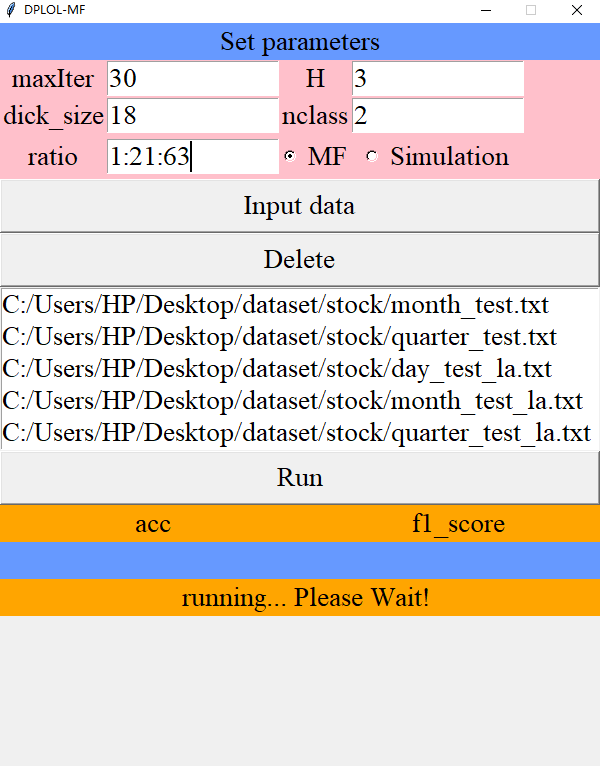 DPLOL-MF
Set parameters
maxIter 30 H 3
dick_size 18 nclass 2
ratio 1:21:63 MF Simulation
Input data
Delete
C:/Users/HP/Desktop/dataset/stock/month_test.txt
C:/Users/HP/Desktop/dataset/stock/quarter_test.txt
C:/Users/HP/Desktop/dataset/stock/day_test_la.txt
C:/Users/HP/Desktop/dataset/stock/month_test_la.txt
C:/Users/HP/Desktop/dataset/stock/quarter_test_la.txt
Run
acc f1_score
running... Please Wait!